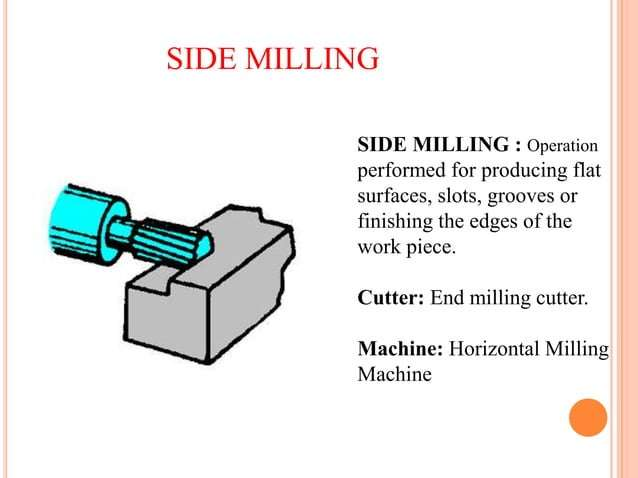 SIDE MILLING
SIDE MILLING : Operation
performed for producing flat
surfaces, slots, grooves or
finishing the edges of the
work piece.
Cutter: End milling cutter.
Machine: Horizontal Milling
Machine